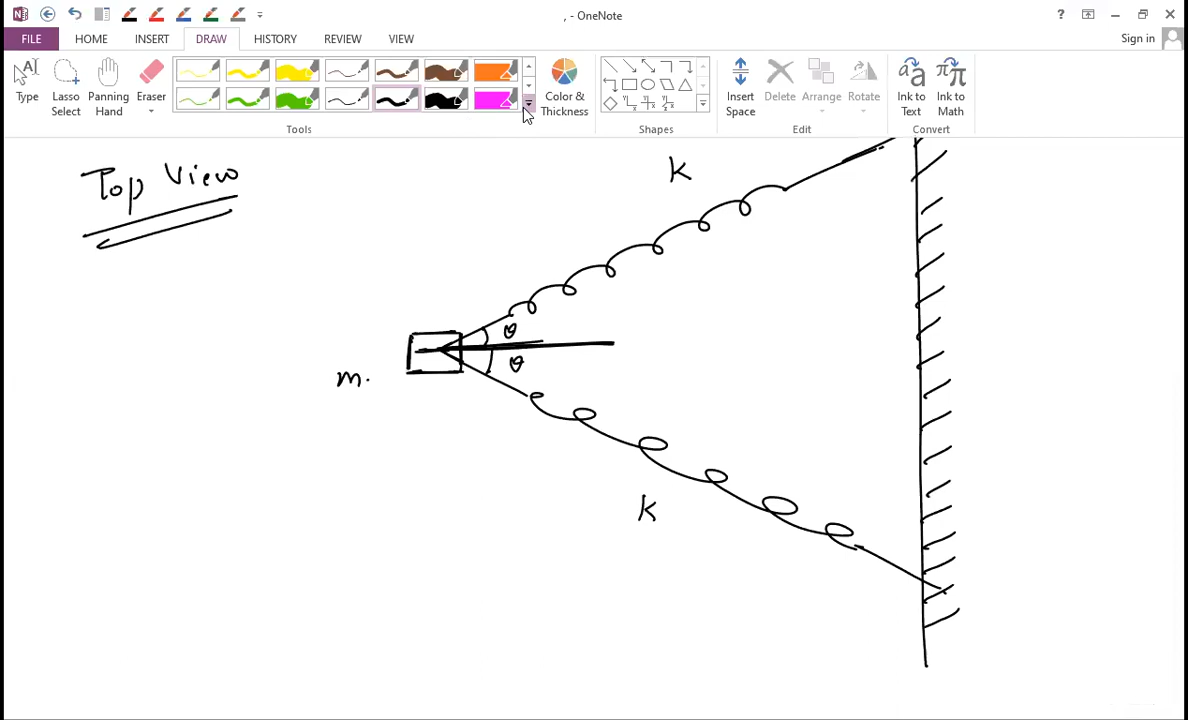 , - OneNote
?
FILE HOME INSERT DRAW HISTORY REVIEW VIEW
Sign in
Type
Lasso Select
Panning Hand
Eraser
Color & Thickness
Insert Space
Delete
Arrange
Rotate
Ink to Text
Ink to Math
Tools
Shapes
Edit
Convert
Top View
k
θ
θ
m.
k